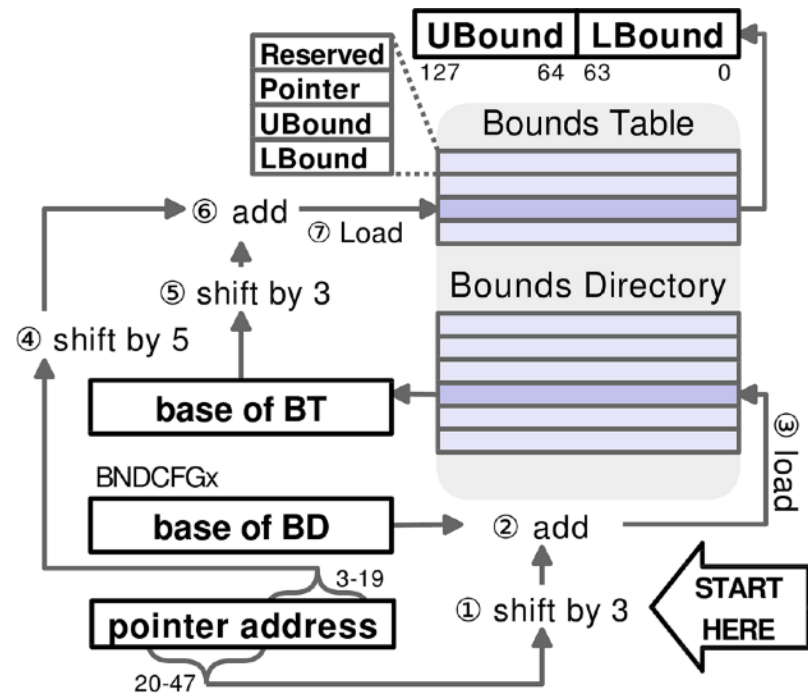 UBound LBound
127 64 63 0
Reserved
Pointer
UBound
LBound
Bounds Table
⑥ add
⑦ Load
⑤ shift by 3
Bounds Directory
④ shift by 5
base of BT
③ load
BNDCFGx
base of BD
② add
3-19
START
HERE
pointer address
① shift by 3
20-47